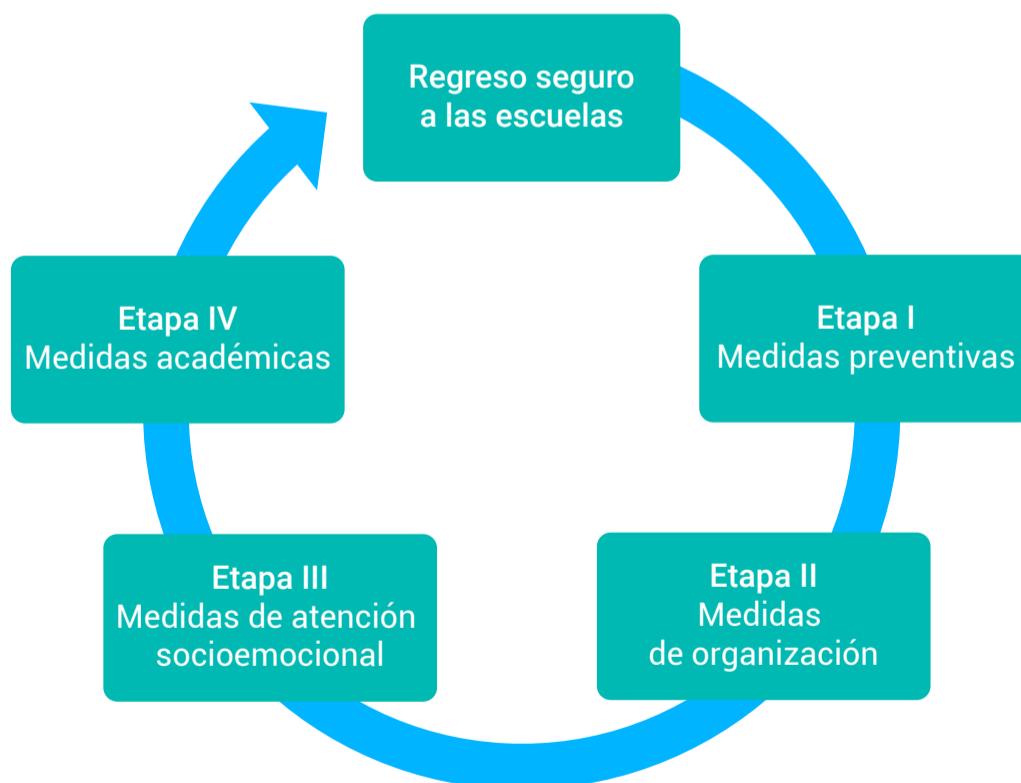 Regreso seguro
a las escuelas
Etapa I
Medidas preventivas
Etapa II
Medidas
de organización
Etapa III
Medidas de atención
socioemocional
Etapa IV
Medidas académicas